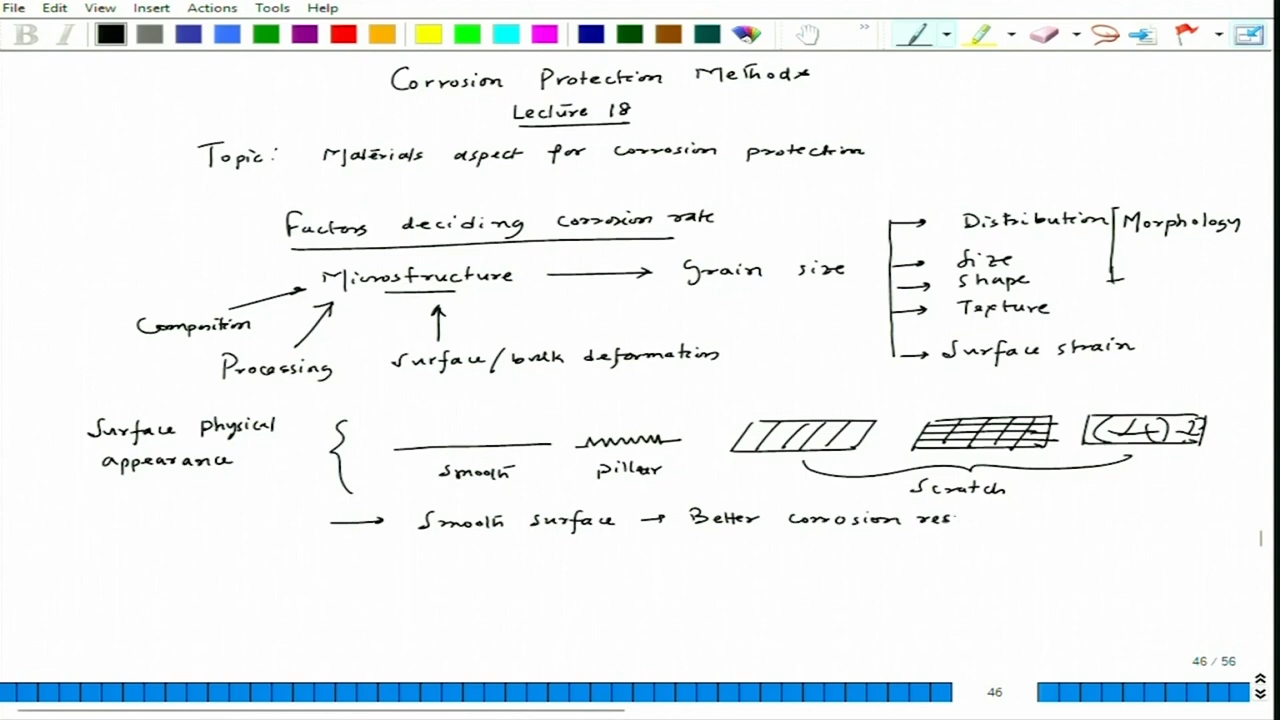 File Edit View Insert Actions Tools Help
B I
Corrosion Protection Methods
Lecture 18
Topic: Materials aspect for corrosion protection
Factors deciding corrosion rate
Microstructure → Grain size
Distribution Morphology
Size
Shape
Texture
Surface strain
Composition
Processing
Surface/bulk deformation
Surface physical
appearance
smooth
pillar
Scratch
→ Smooth surface → Better corrosion res
46 / 56
46